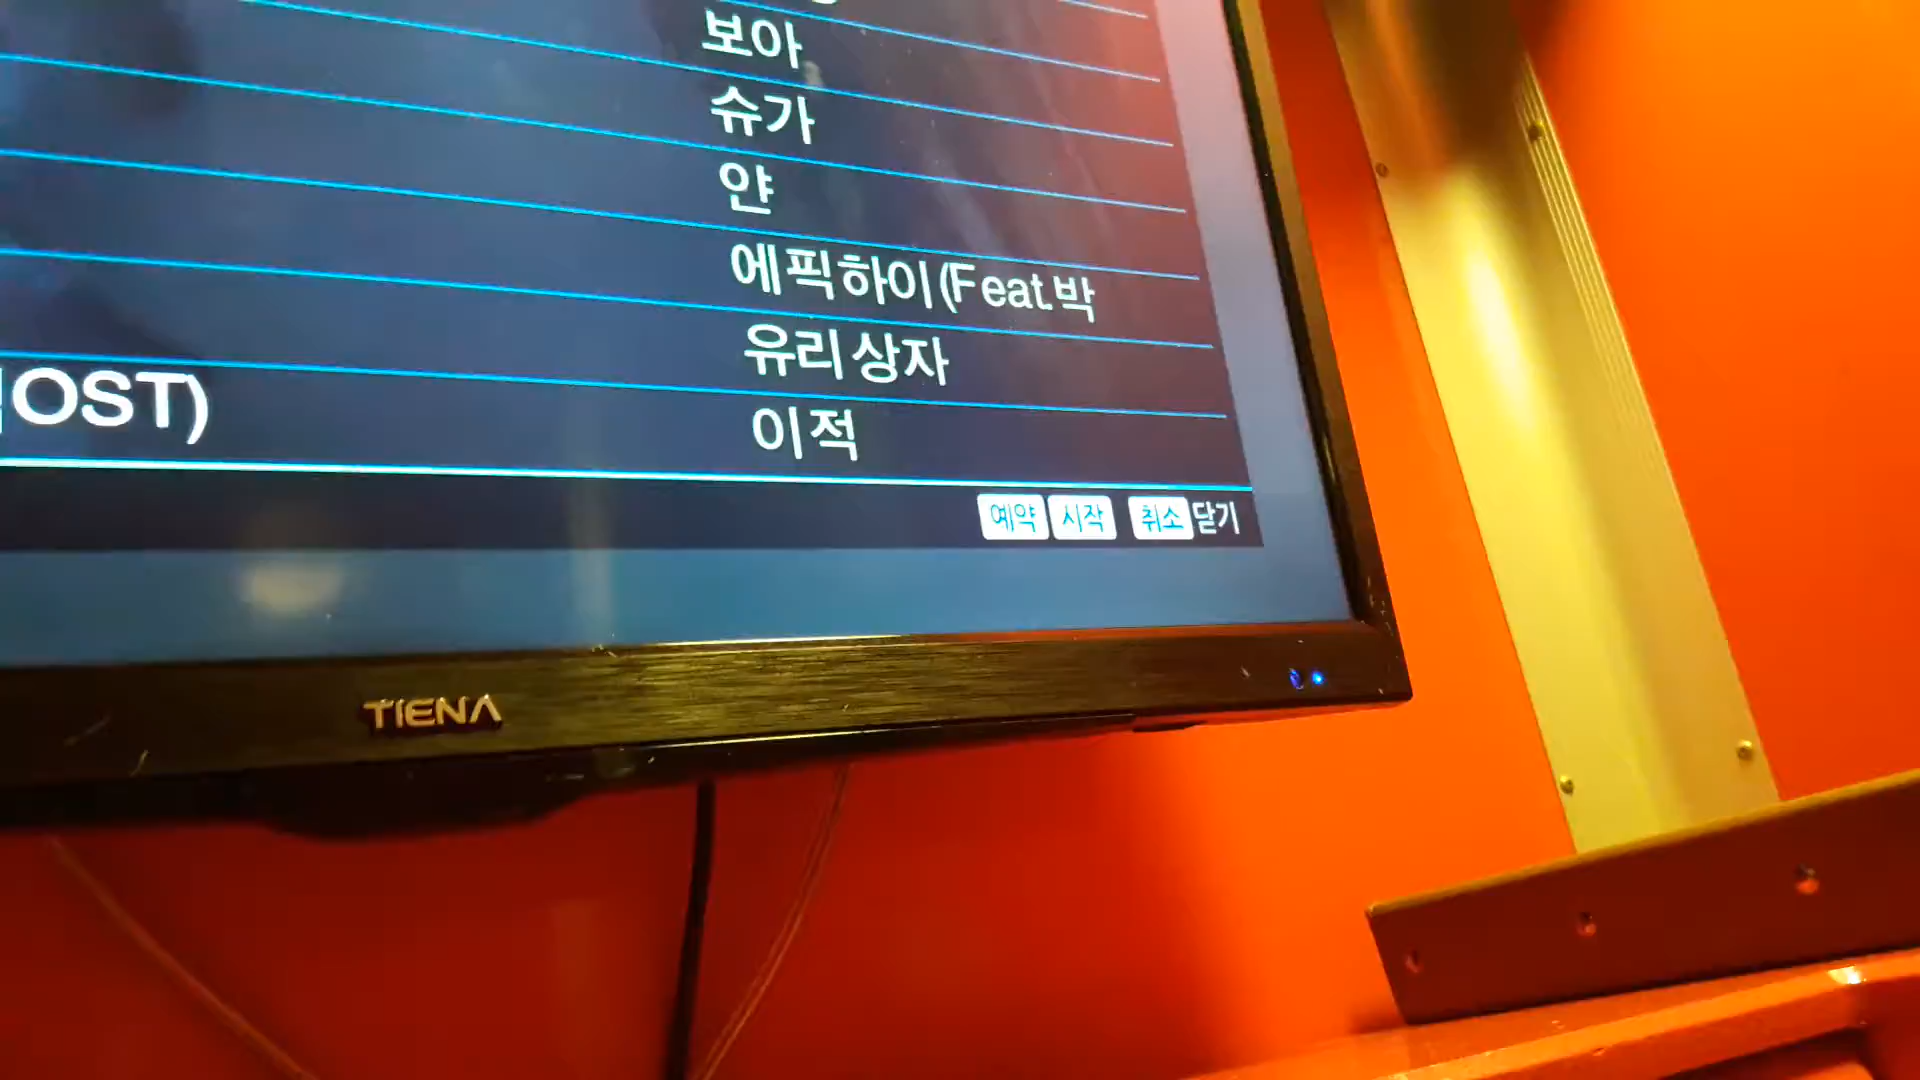 보아
슈가
얀
에픽하이(Feat.박
유리상자
OST)
이적
예약 시작 취소 닫기
TIENA